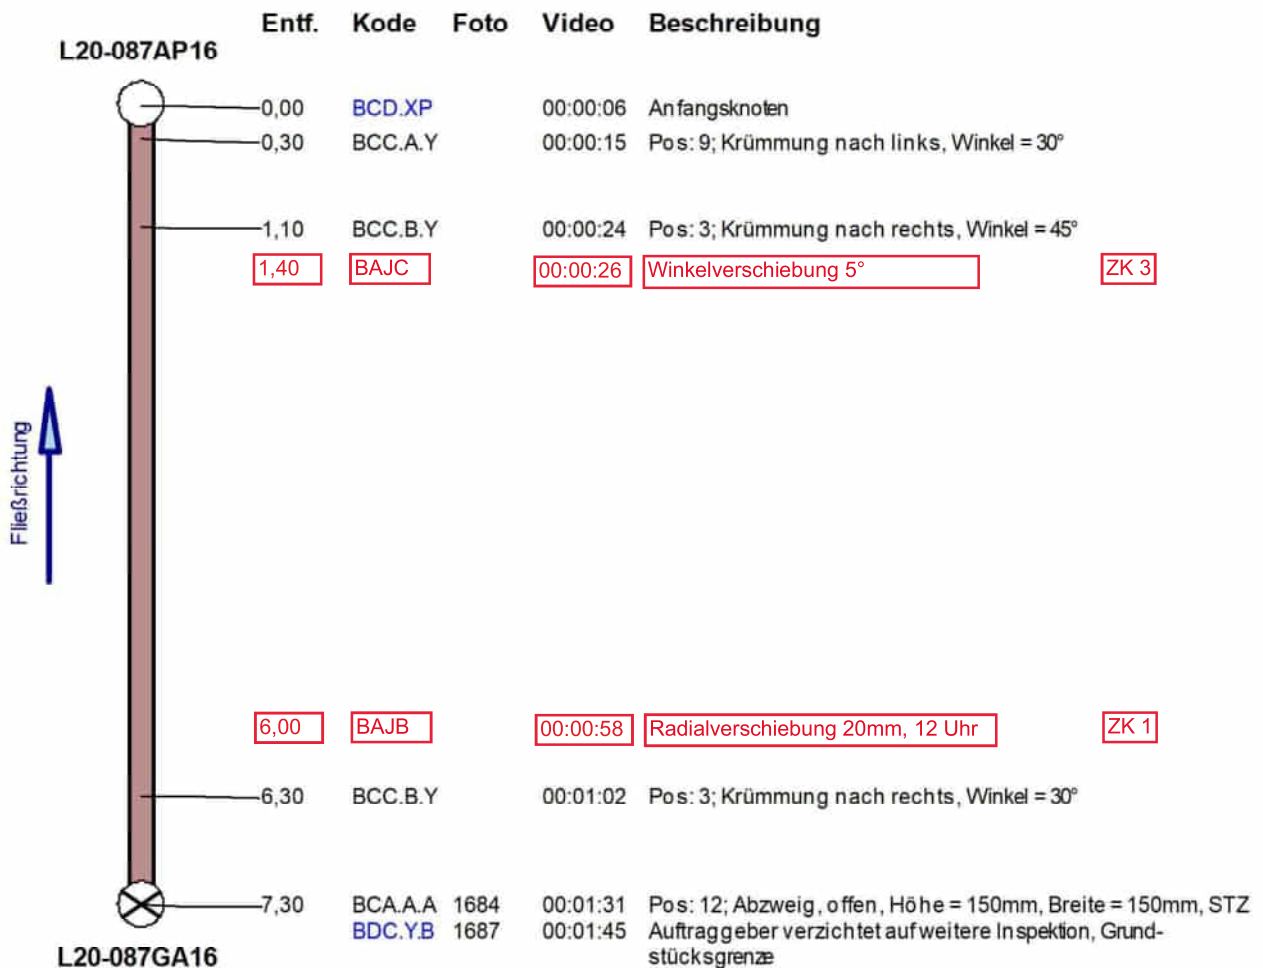 Entf. Kode Foto Video Beschreibung
L20-087AP16
0,00 BCD.XP 00:00:06 Anfangsknoten
0,30 BCC.A.Y 00:00:15 Pos: 9; Krümmung nach links, Winkel = 30°
1,10 BCC.B.Y 00:00:24 Pos: 3; Krümmung nach rechts, Winkel = 45°
1,40 BAJC 00:00:26 Winkelverschiebung 5° ZK 3
Fließrichtung
6,00 BAJB 00:00:58 Radialverschiebung 20mm, 12 Uhr ZK 1
6,30 BCC.B.Y 00:01:02 Pos: 3; Krümmung nach rechts, Winkel = 30°
7,30 BCA.A.A 1684 00:01:31 Pos: 12; Abzweig, offen, Höhe = 150mm, Breite = 150mm, STZ
BDC.Y.B 1687 00:01:45 Auftraggeber verzichtet auf weitere Inspektion, Grund-
stücksgrenze
L20-087GA16